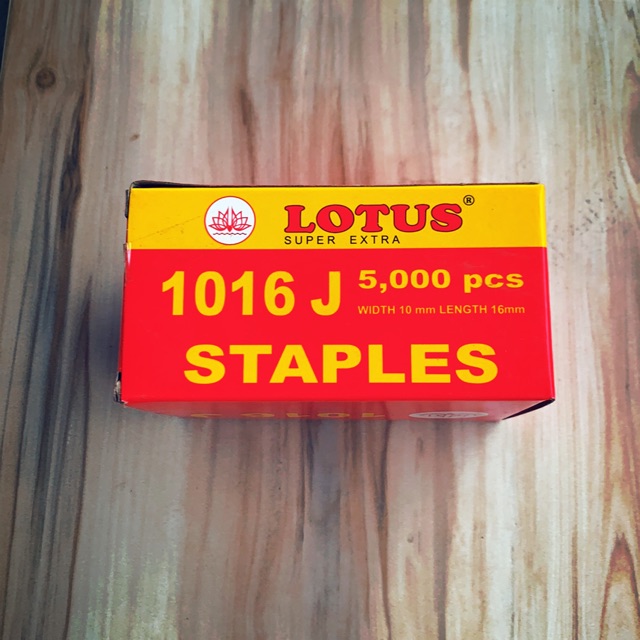 LOTUS®
SUPER EXTRA
1016 J
5,000 pcs
WIDTH 10 mm LENGTH 16mm
STAPLES